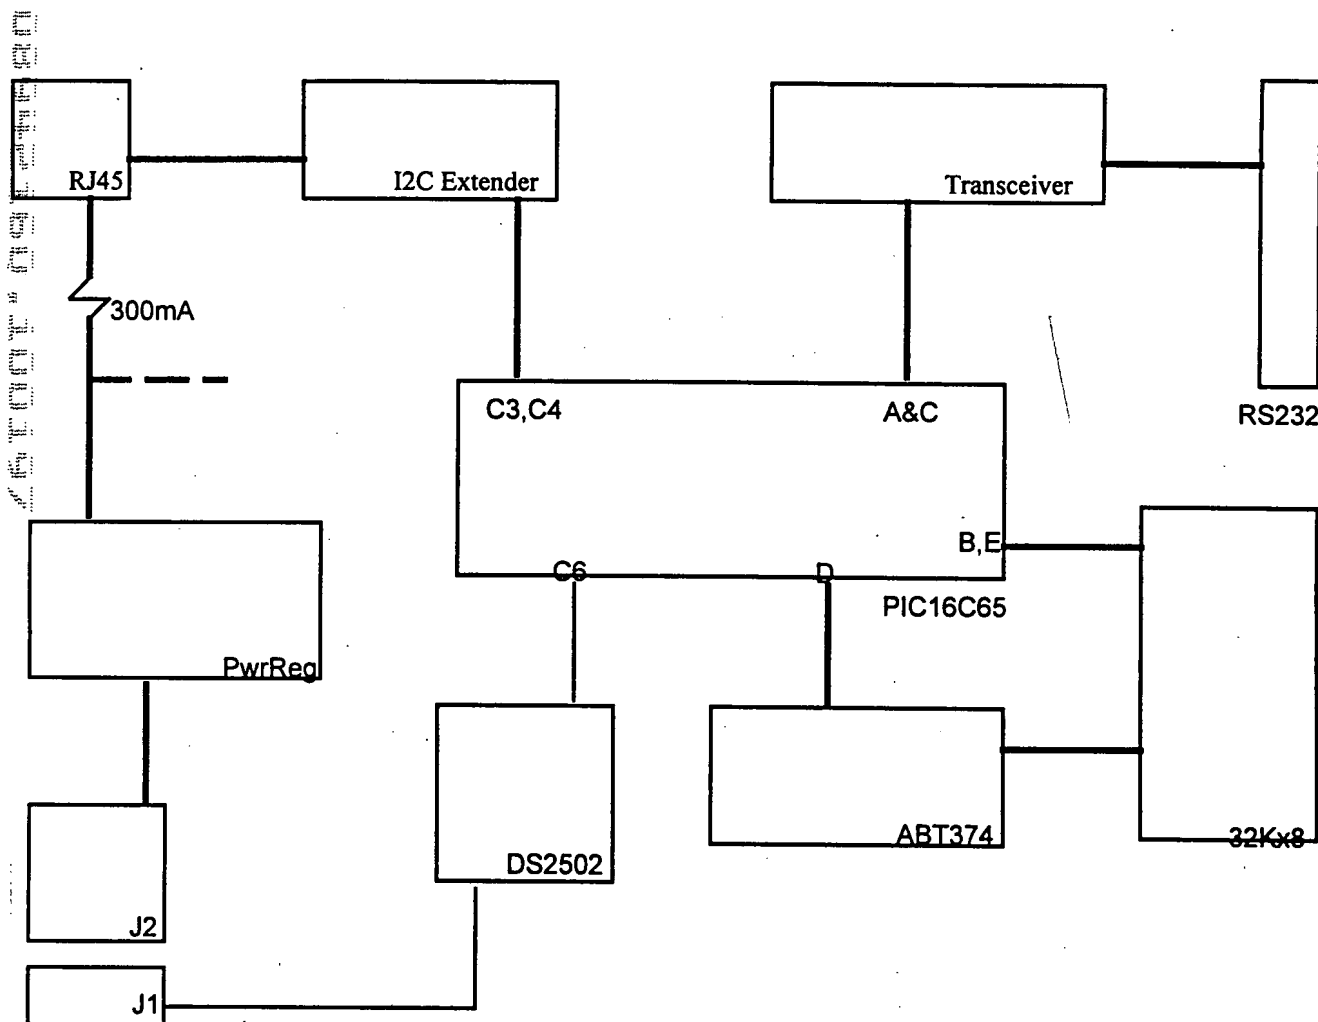 RJ45
I2C Extender
Transceiver
300mA
C3,C4
A&C
RS232
B,E
C6
D
PIC16C65
PwrReg
ABT374
32Kx8
DS2502
J2
J1